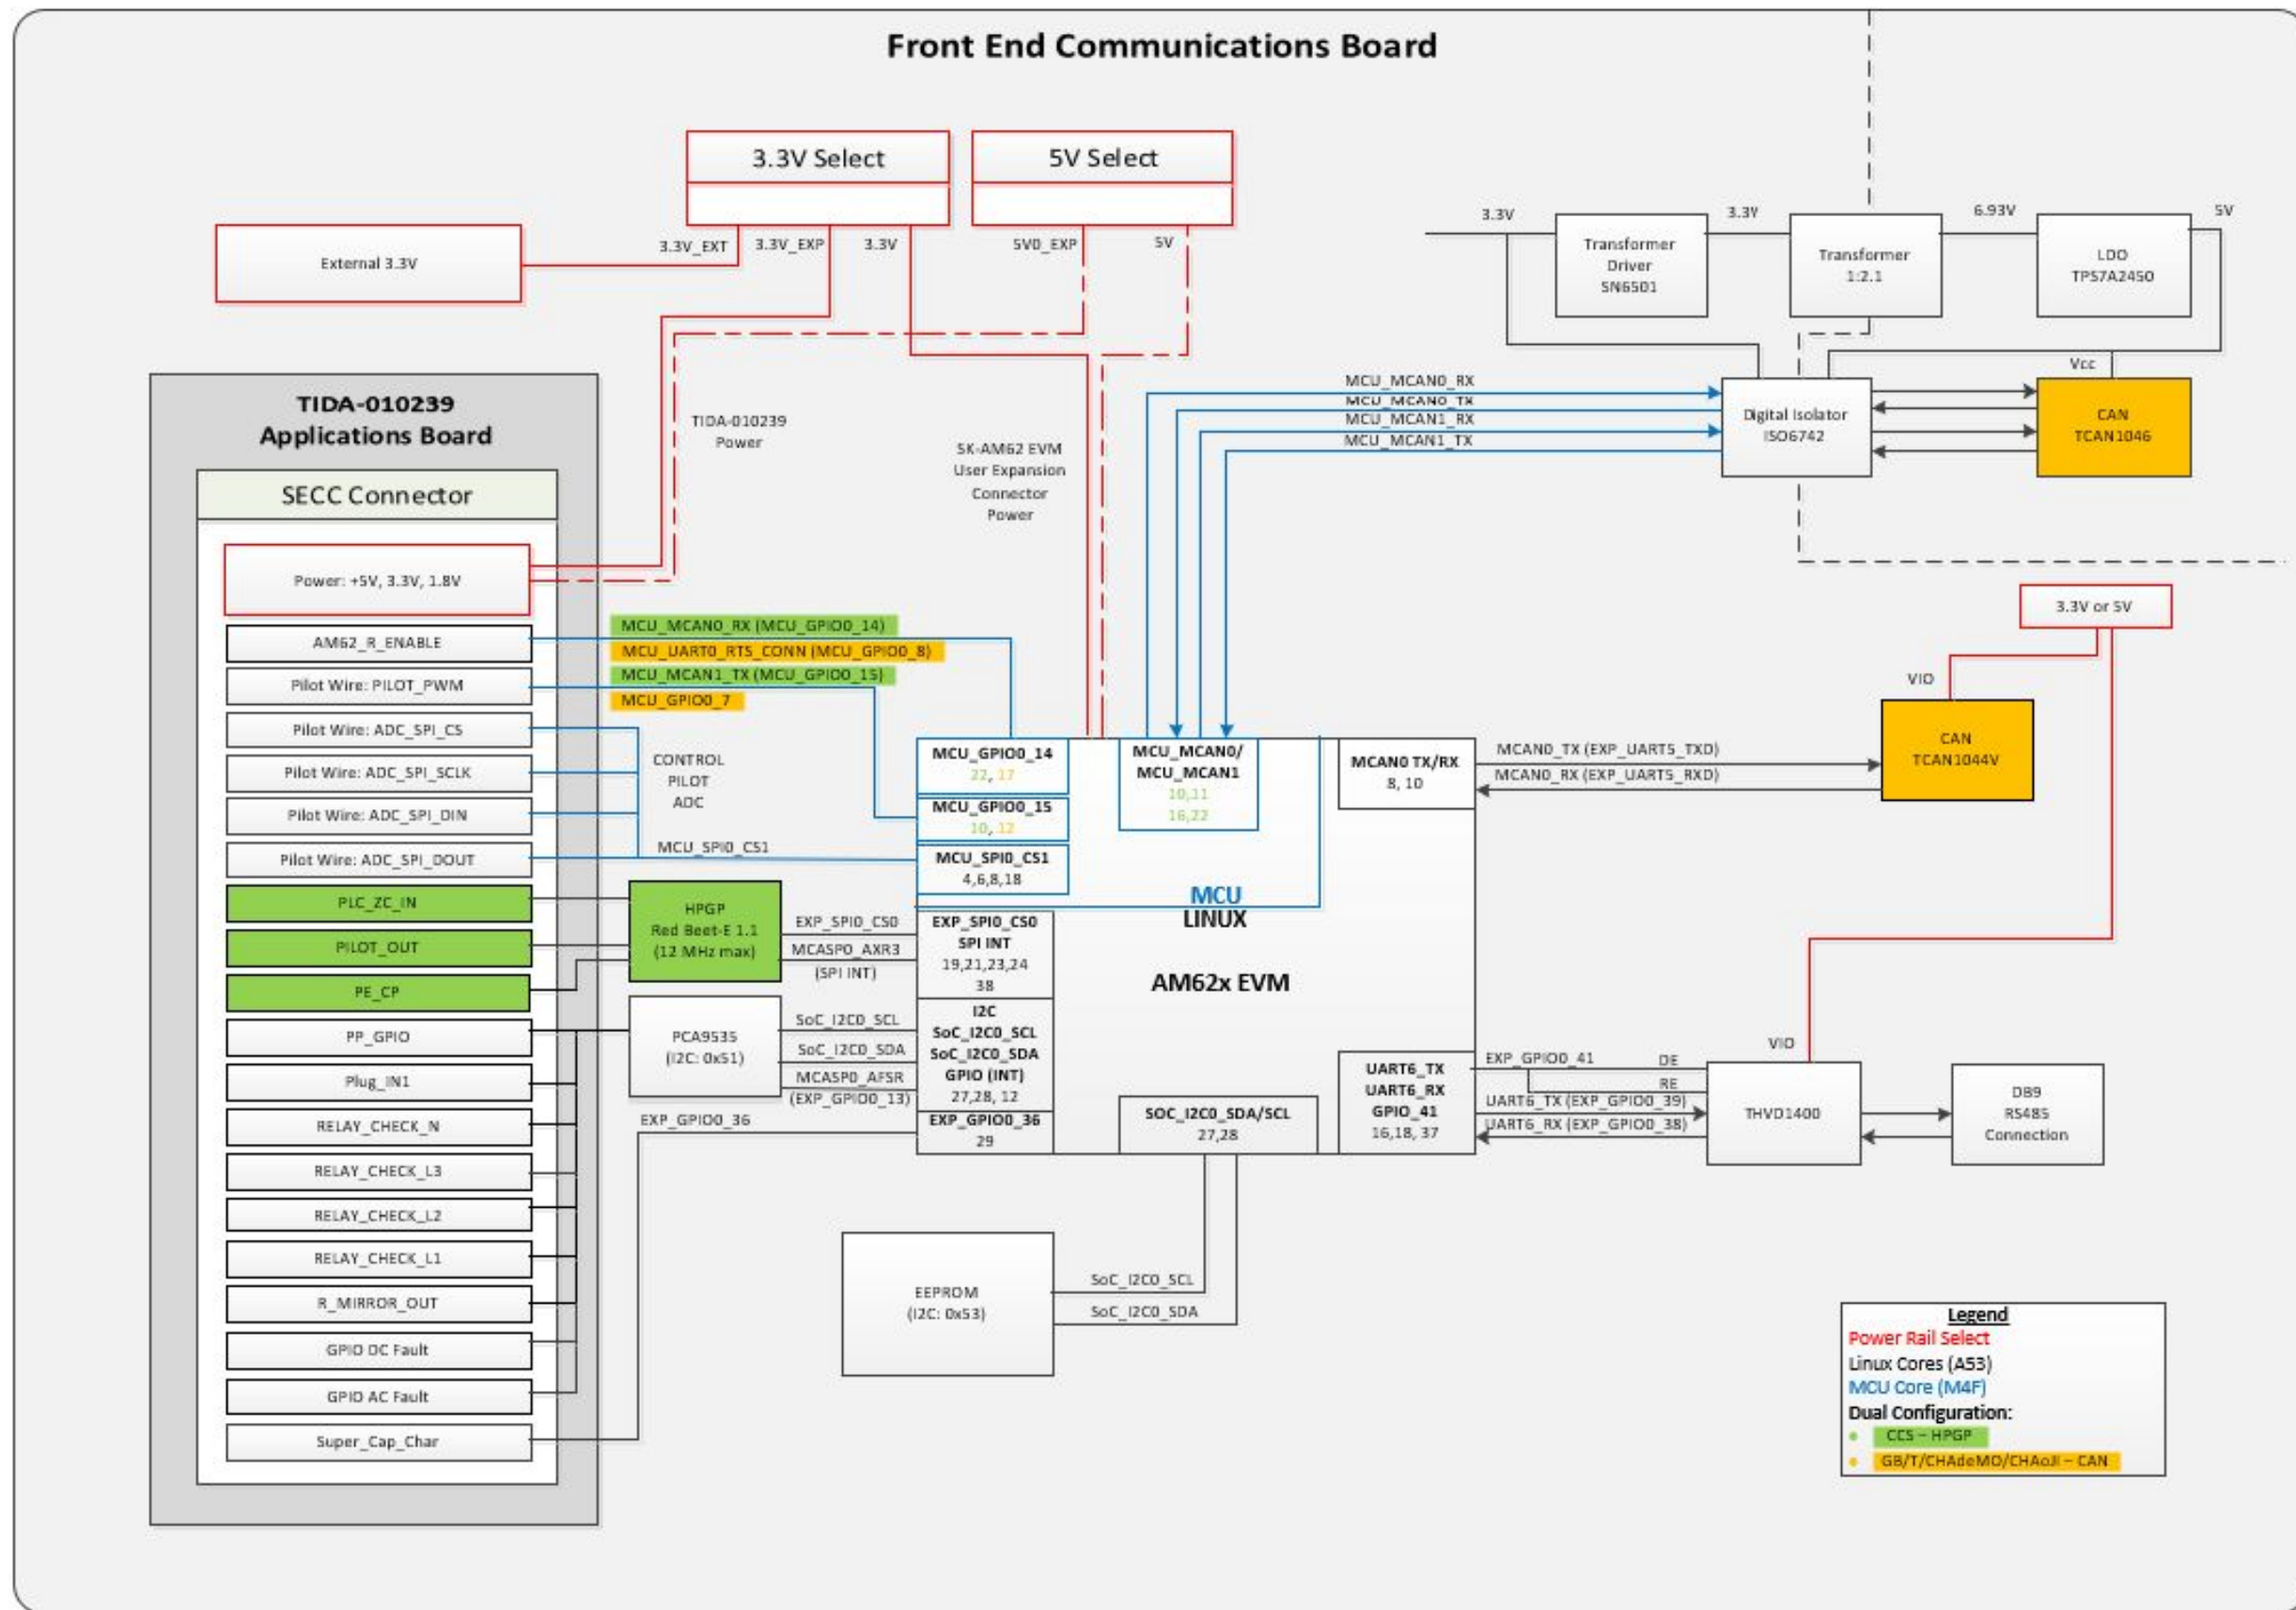 Front End Communications Board
3.3V Select
5V Select
3.3V_EXT
3.3V_EXP
3.3V
5V0_EXP
5V
External 3.3V
3.3V
Transformer
Driver
SN6501
3.3V
Transformer
1:2.1
6.93V
LDO
TPS7A2450
5V
Vcc
MCU_MCAN0_RX
MCU_MCAN0_TX
MCU_MCAN1_RX
MCU_MCAN1_TX
Digital Isolator
ISO6742
CAN
TCAN1046
TIDA-010239
Applications Board
SECC Connector
TIDA-010239
Power
SK-AM62 EVM
User Expansion
Connector
Power
Power: +5V, 3.3V, 1.8V
AM62_R_ENABLE
Pilot Wire: PILOT_PWM
Pilot Wire: ADC_SPI_CS
Pilot Wire: ADC_SPI_SCLK
Pilot Wire: ADC_SPI_DIN
Pilot Wire: ADC_SPI_DOUT
PLC_ZC_IN
PILOT_OUT
PE_CP
PP_GPIO
Plug_IN1
RELAY_CHECK_N
RELAY_CHECK_L3
RELAY_CHECK_L2
RELAY_CHECK_L1
R_MIRROR_OUT
GPIO DC Fault
GPIO AC Fault
Super_Cap_Char
MCU_MCAN0_RX (MCU_GPIO0_14)
MCU_UART0_RTS_CONN (MCU_GPIO0_8)
MCU_MCAN1_TX (MCU_GPIO0_15)
MCU_GPIO0_7
CONTROL
PILOT
ADC
MCU_SPI0_CS1
HPGP
Red Beet-E 1.1
(12 MHz max)
EXP_SPI0_CS0
MCASP0_AXR3
(SPI INT)
PCA9535
(I2C: 0x51)
SoC_I2C0_SCL
SoC_I2C0_SDA
MCASP0_AFSR
(EXP_GPIO0_13)
EXP_GPIO0_36
MCU_GPIO0_14
22, 17
MCU_GPIO0_15
10, 12
MCU_SPI0_CS1
4,6,8,18
EXP_SPI0_CS0
SPI INT
19,21,23,24
38
I2C
SoC_I2C0_SCL
SoC_I2C0_SDA
GPIO (INT)
27,28, 12
EXP_GPIO0_36
29
MCU_MCAN0/
MCU_MCAN1
10,11
16,22
MCU
LINUX
AM62x EVM
MCAN0 TX/RX
8, 10
MCAN0_TX (EXP_UART5_TXD)
MCAN0_RX (EXP_UART5_RXD)
3.3V or 5V
VIO
CAN
TCAN1044V
SOC_I2C0_SDA/SCL
27,28
UART6_TX
UART6_RX
GPIO_41
16,18, 37
EXP_GPIO0_41
DE
RE
UART6_TX (EXP_GPIO0_39)
UART6_RX (EXP_GPIO0_38)
VIO
THVD1400
DB9
RS485
Connection
EEPROM
(I2C: 0x53)
SoC_I2C0_SCL
SoC_I2C0_SDA
Legend
Power Rail Select
Linux Cores (A53)
MCU Core (M4F)
Dual Configuration:
• CCS – HPGP
• GB/T/CHAdeMO/CHAoJI – CAN